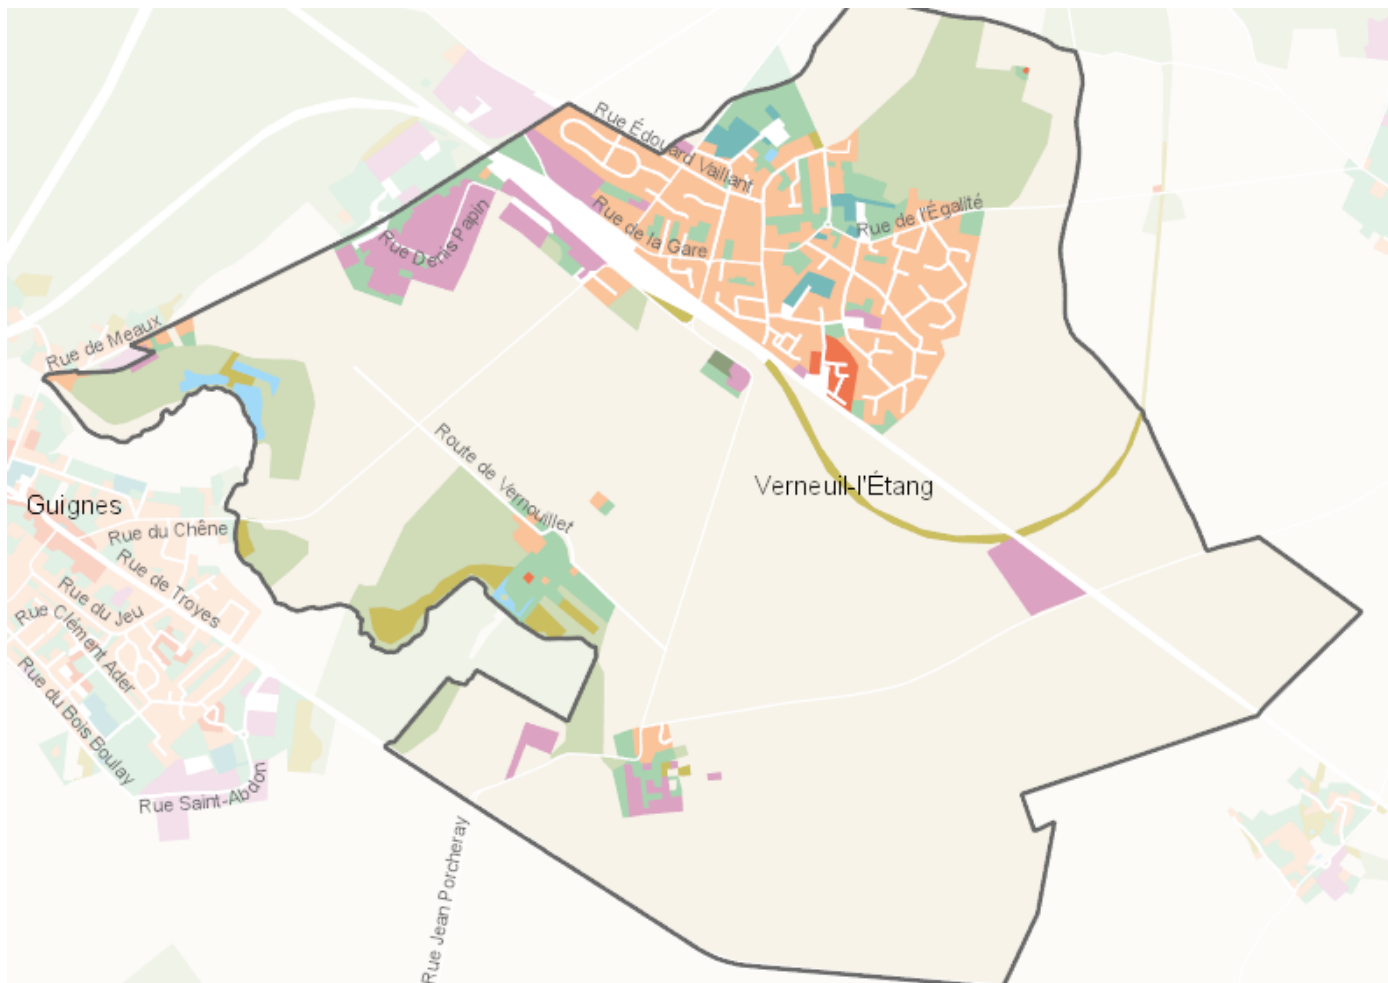 Rue Édouard Vaillant
Rue de l'Égalité
Rue de la Gare
Rue Denis Papin
Rue de Meaux
Route de Vernouillet
Verneuil-l'Étang
Guignes
Rue du Chêne
Rue de Troyes
Rue du Jeu
Rue Clément Ader
Rue du Bois Boulay
Rue Saint-Abdon
Rue Jean Porcheray